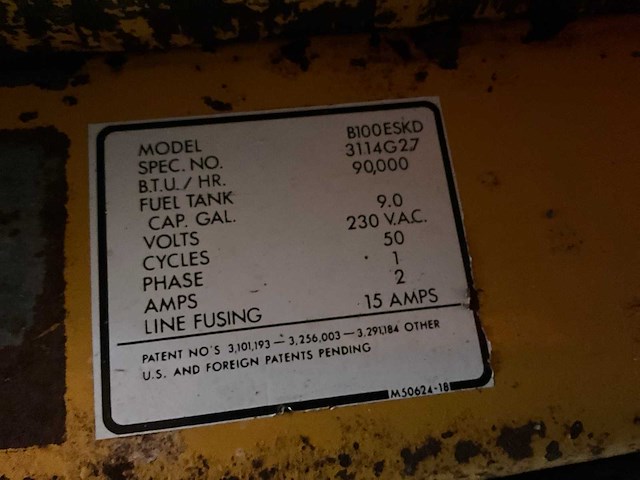 MODEL B100ESKD
SPEC. NO. 3114G27
B.T.U. / HR. 90,000
FUEL TANK
CAP. GAL. 9.0
VOLTS 230 V.A.C.
CYCLES 50
PHASE 1
AMPS 2
LINE FUSING 15 AMPS
PATENT NO'S 3,101,193 — 3,256,003 — 3,291,184 OTHER
U.S. AND FOREIGN PATENTS PENDING
M50624-18